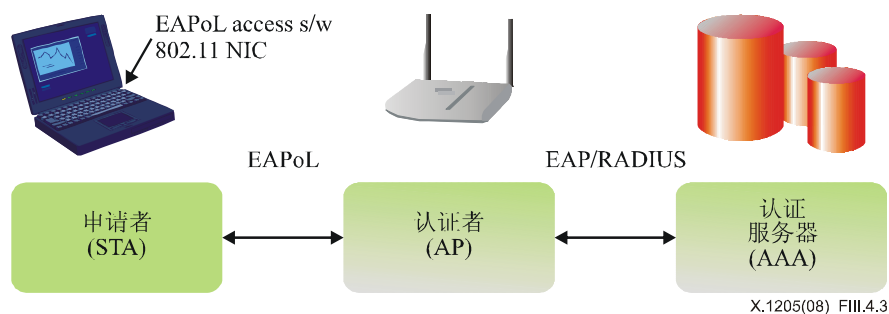 EAPoL access s/w
802.11 NIC
EAPoL
EAP/RADIUS
申请者
(STA)
认证者
(AP)
认证
服务器
(AAA)
X.1205(08) FIII.4.3